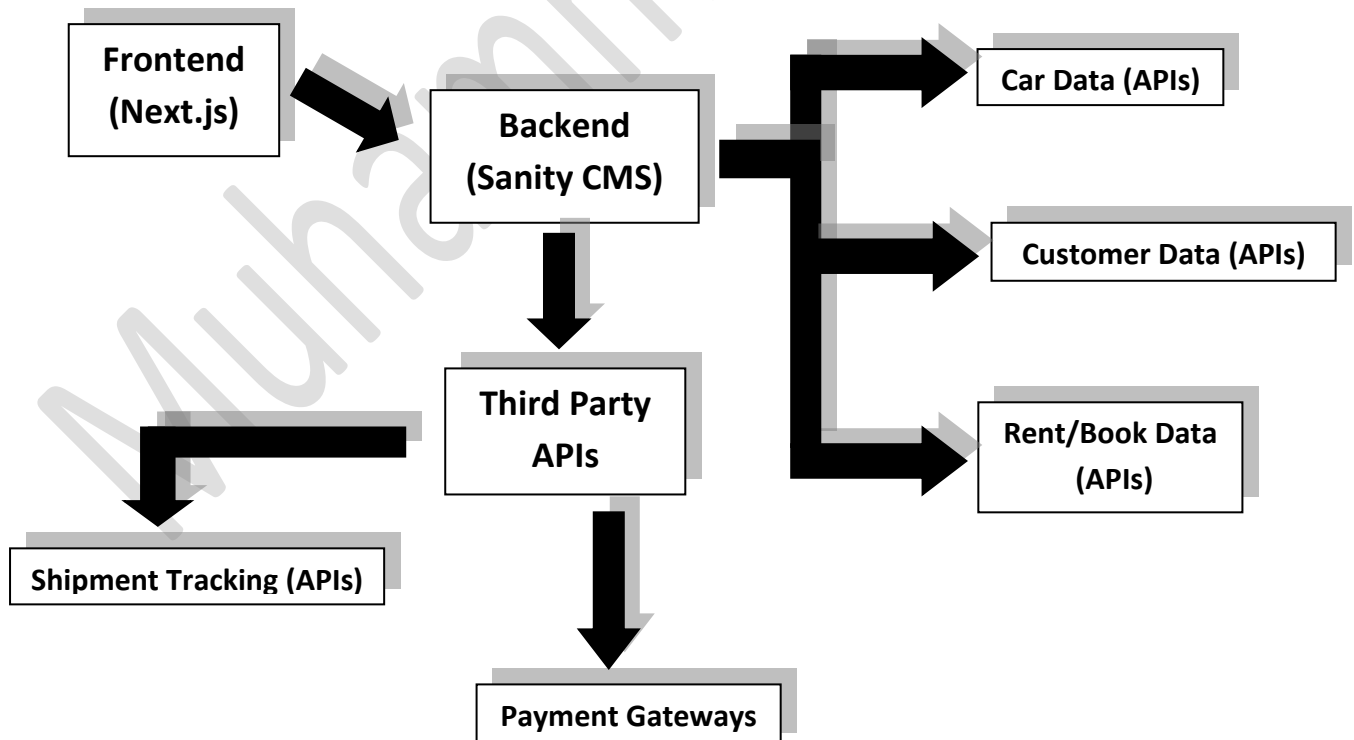 Frontend
(Next.js)
Backend
(Sanity CMS)
Car Data (APIs)
Customer Data (APIs)
Third Party
APIs
Rent/Book Data
(APIs)
Shipment Tracking (APIs)
Payment Gateways